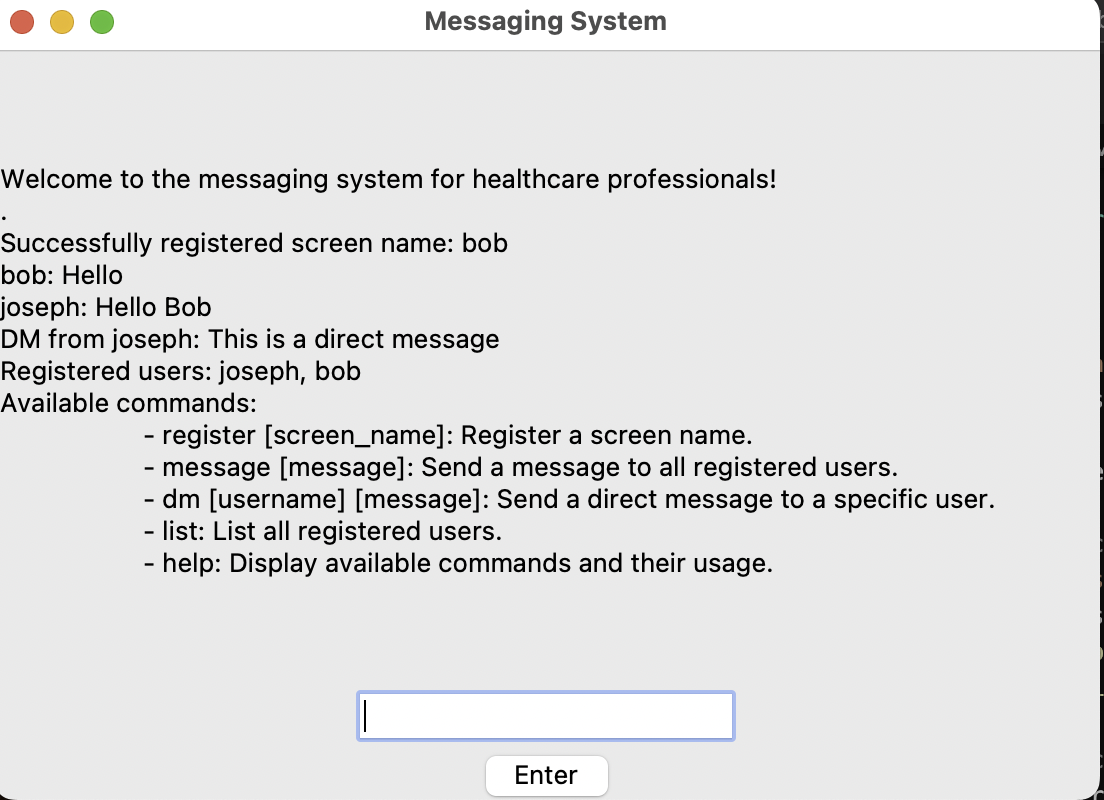 Messaging System
Welcome to the messaging system for healthcare professionals!
.
Successfully registered screen name: bob
bob: Hello
joseph: Hello Bob
DM from joseph: This is a direct message
Registered users: joseph, bob
Available commands:
- register [screen_name]: Register a screen name.
- message [message]: Send a message to all registered users.
- dm [username] [message]: Send a direct message to a specific user.
- list: List all registered users.
- help: Display available commands and their usage.
Enter